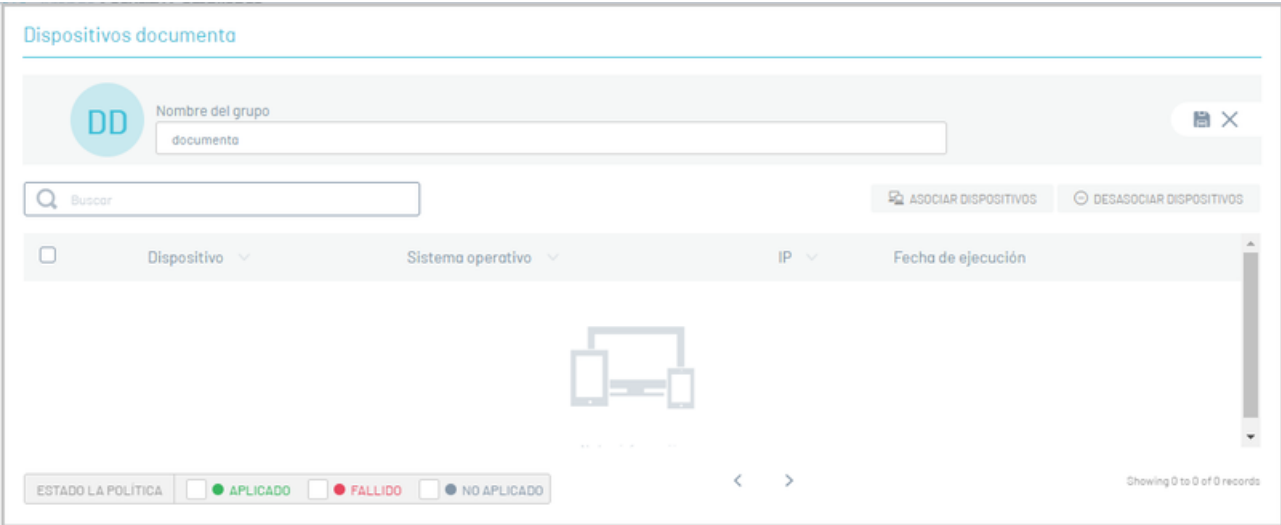 Dispositivos documenta
DD
Nombre del grupo
documenta
Buscar
ASOCIAR DISPOSITIVOS
DESASOCIAR DISPOSITIVOS
Dispositivo
Sistema operativo
IP
Fecha de ejecución
ESTADO LA POLÍTICA
APLICADO
FALLIDO
NO APLICADO
Showing 0 to 0 of 0 records